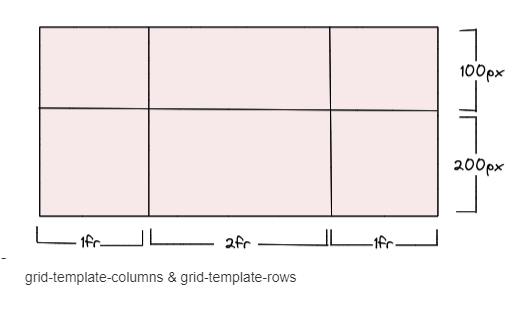 100px
200px
1fr 2fr 1fr
grid-template-columns & grid-template-rows